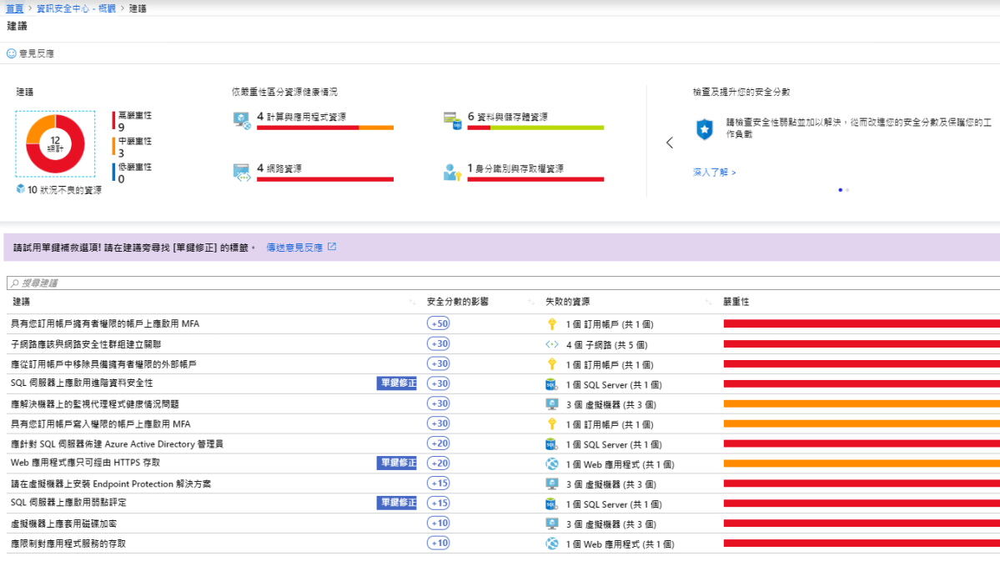 首頁 > 資訊安全中心 - 概觀 > 建議
建議
意見反應
建議
12
總計
高嚴重性
9
中嚴重性
3
低嚴重性
0
10 狀況不良的資源
依嚴重性區分資源健康情況
4 計算與應用程式資源
6 資料與儲存體資源
4 網路資源
1 身分識別與存取權資源
檢查及提升您的安全分數
請檢查安全性弱點並加以解決，從而改進您的安全分數及保護您的工
作負載
深入了解 >
請試用單鍵補救選項! 請在建議旁尋找 [單鍵修正] 的標籤。 傳送意見反應
搜尋建議
建議 安全分數的影響 失敗的資源 嚴重性
具有您訂用帳戶擁有者權限的帳戶上應啟用 MFA +50 1 個 訂用帳戶 (共 1 個)
子網路應該與網路安全性群組建立關聯 +30 4 個 子網路 (共 5 個)
應從訂用帳戶中移除具備擁有者權限的外部帳戶 +30 1 個 訂用帳戶 (共 1 個)
SQL 伺服器上應啟用進階資料安全性 單鍵修正 +30 1 個 SQL Server (共 1 個)
應解決機器上的監視代理程式健康情況問題 +30 3 個 虛擬機器 (共 3 個)
具有您訂用帳戶寫入權限的帳戶上應啟用 MFA +30 1 個 訂用帳戶 (共 1 個)
應針對 SQL 伺服器佈建 Azure Active Directory 管理員 +20 1 個 SQL Server (共 1 個)
Web 應用程式應只可經由 HTTPS 存取 單鍵修正 +20 1 個 Web 應用程式 (共 1 個)
請在虛擬機器上安裝 Endpoint Protection 解決方案 +15 3 個 虛擬機器 (共 3 個)
SQL 伺服器上應啟用弱點評定 單鍵修正 +15 1 個 SQL Server (共 1 個)
虛擬機器上應套用磁碟加密 +10 3 個 虛擬機器 (共 3 個)
應限制對應用程式服務的存取 +10 1 個 Web 應用程式 (共 1 個)